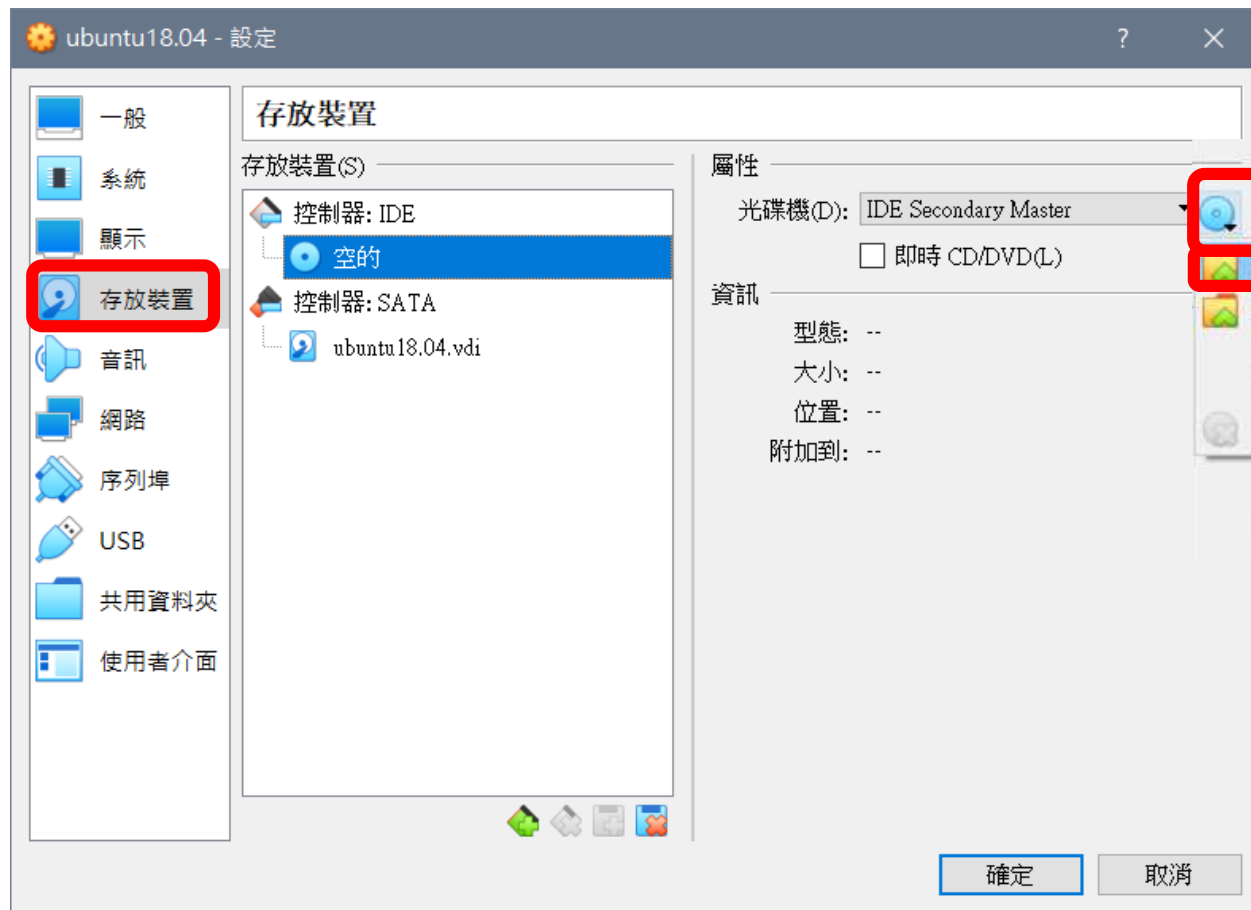 ubuntu18.04 - 設定
一般
系統
顯示
存放裝置
音訊
網路
序列埠
USB
共用資料夾
使用者介面
存放裝置
存放裝置(S)
控制器: IDE
空的
控制器: SATA
ubuntu18.04.vdi
屬性
光碟機(D): IDE Secondary Master
即時 CD/DVD(L)
資訊
型態: --
大小: --
位置: --
附加到: --
確定
取消